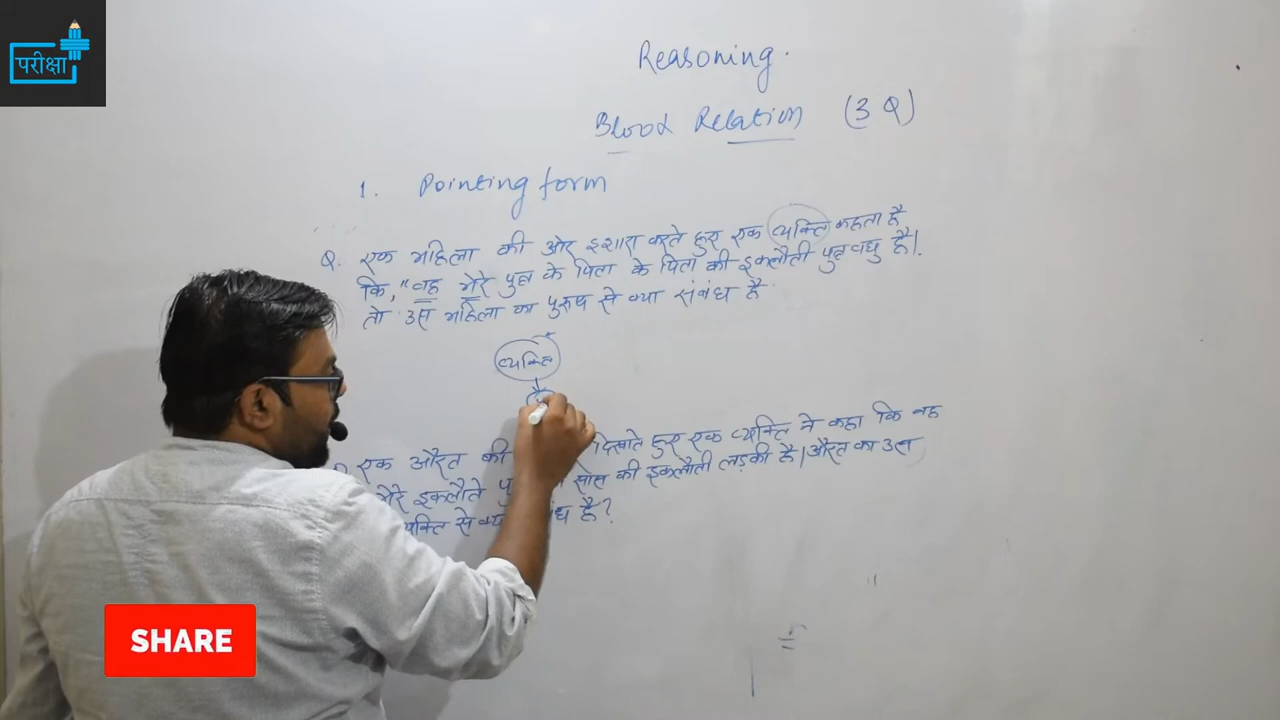 परीक्षा
Reasoning.
Blood Relation (3 Q)
1. Pointing form
Q. एक महिला की ओर इशारा करते हुए एक व्यक्ति कहता है
कि, "वह मेरे पुत्र के पिता के पिता की इकलौती पुत्र वधु है।
तो उस महिला का पुरुष से क्या संबंध है
व्यक्ति
एक औरत की दिखाते हुए एक व्यक्ति ने कहा कि वह
मेरे इकलौते सास की इकलौती लड़की है। औरत का उस
व्यक्ति से है?
SHARE